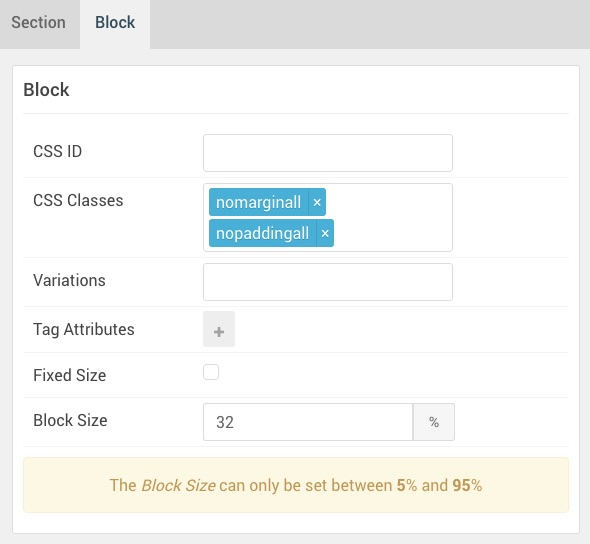 Section Block
Block
CSS ID
CSS Classes nomarginall ×
nopaddingall ×
Variations
Tag Attributes +
Fixed Size
Block Size 32 %
The Block Size can only be set between 5% and 95%